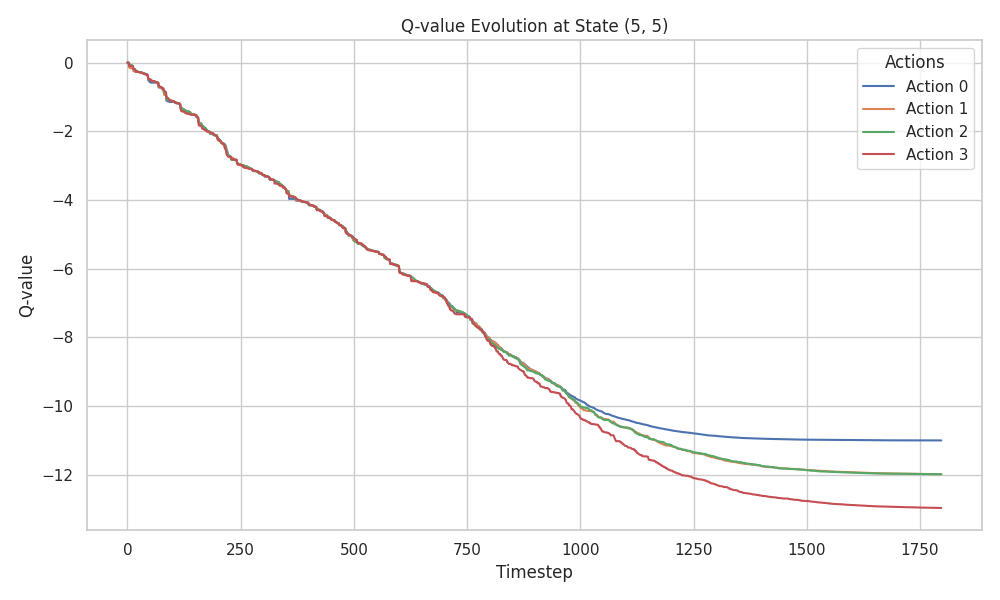 Q-value Evolution at State (5, 5)
Actions
Action 0
Action 1
Action 2
Action 3
Q-value
0
−2
−4
−6
−8
−10
−12
0 250 500 750 1000 1250 1500 1750
Timestep